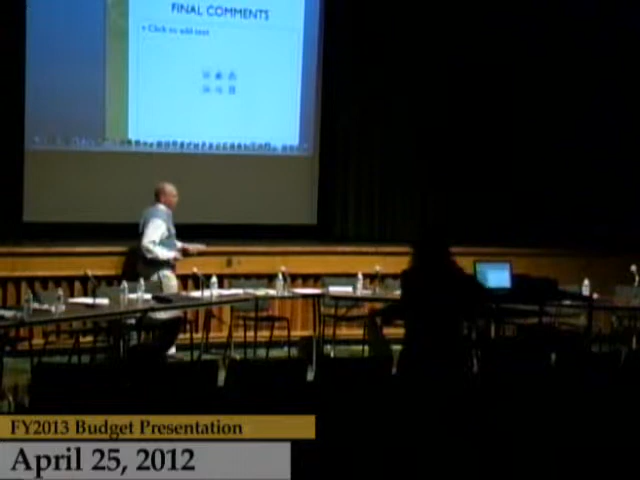 FINAL COMMENTS
• Click to add text
FY2013 Budget Presentation
April 25, 2012